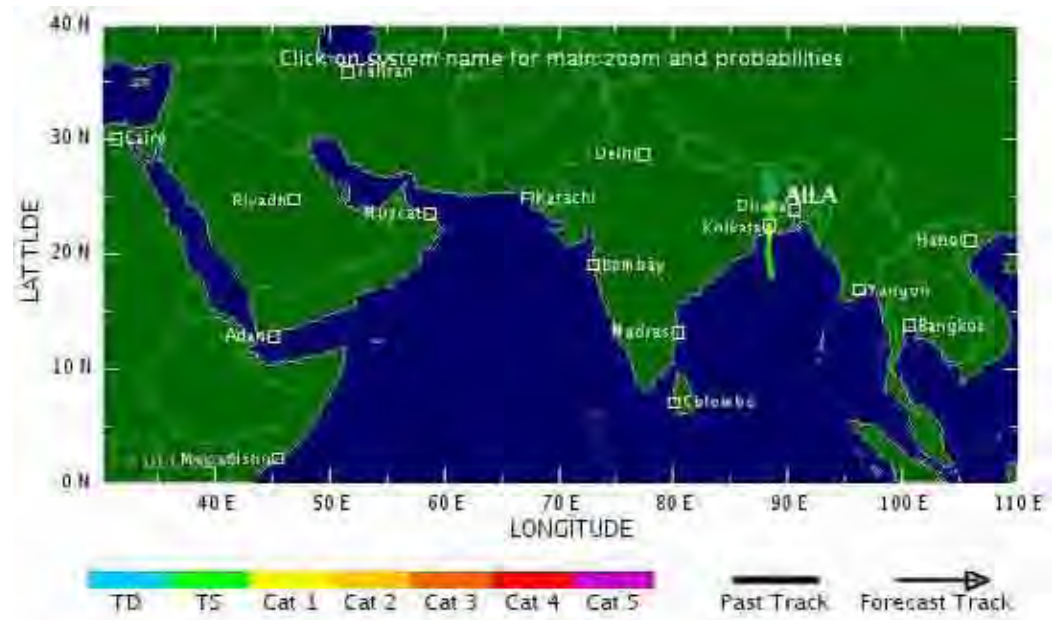 40 N
Click on system name for main zoom and probabilities
Tehran
30 N
Cairo
Delhi
Riyadh
Karachi
AILA
Muscat
Dhaka
Kolkata
Hanoi
20 N
Bombay
Yangon
Adan
Madras
Bangkok
10 N
Colombo
Mogadishu
0 N
40 E 50 E 60 E 70 E 80 E 90 E 100 E 110 E
LONGITUDE
LATTLDE
TD TS Cat 1 Cat 2 Cat 3 Cat 4 Cat 5 Past Track Forecast Track